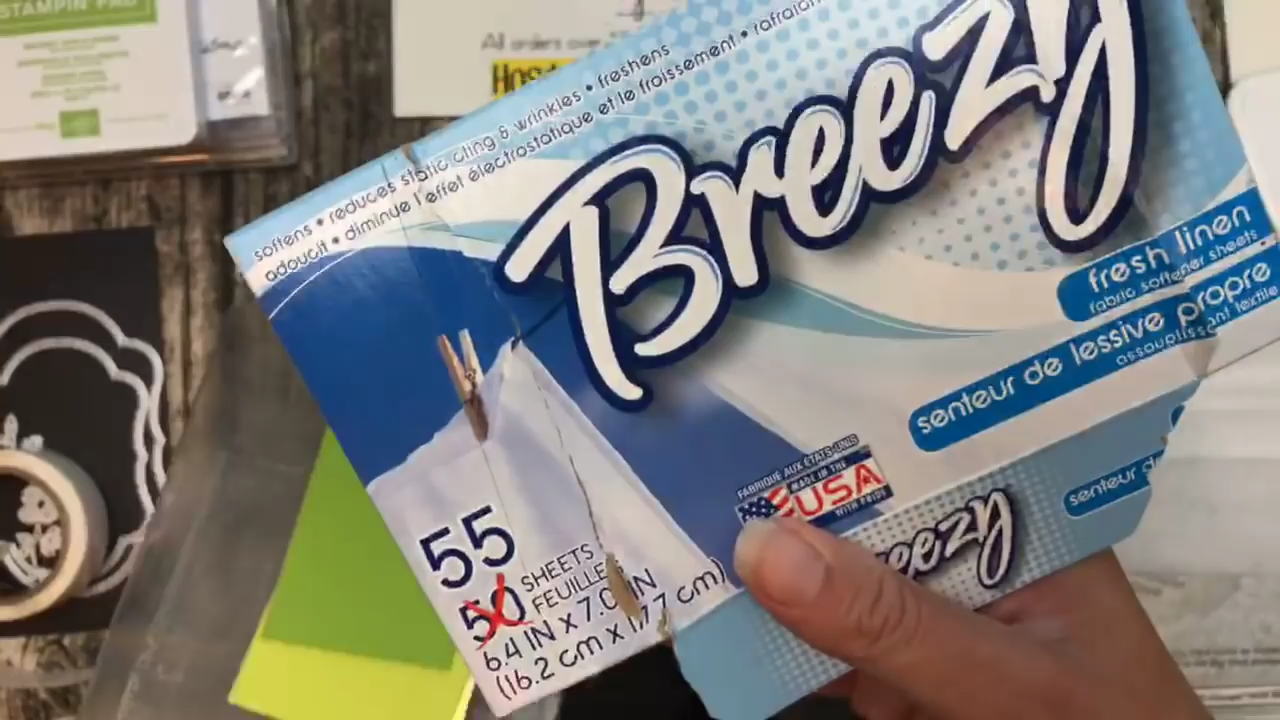 STAMPIN' PAD
All orders over
softens • reduces static cling & wrinkles • freshens
adoucit • diminue l'effet électrostatique et le froissement • rafraîch
Breezy
fresh linen
fabric softener sheets
senteur de lessive propre
assouplissant textile
FABRIQUÉ AUX ÉTATS-UNIS
MADE IN THE
USA
WITH PRIDE
55
50 SHEETS
FEUILLES
6.4 IN X 7.0 IN
(16.2 cm x 17.7 cm)
eezy
senteur d